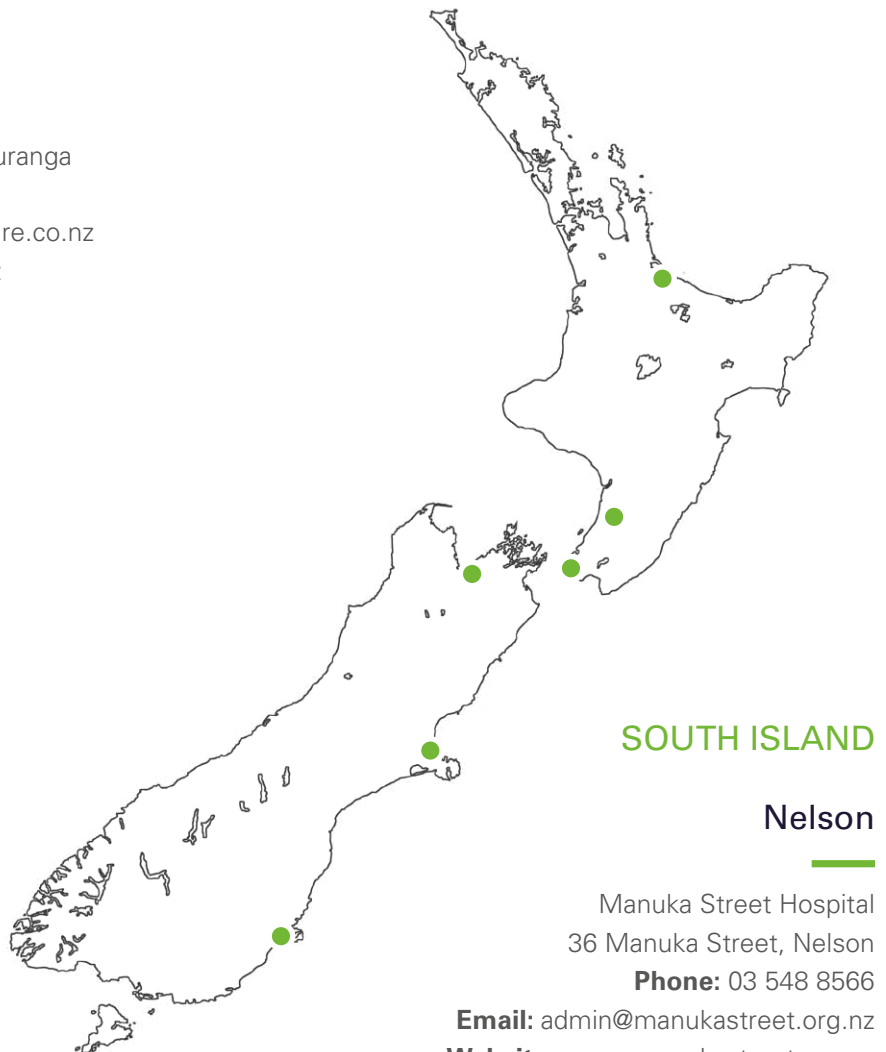 uranga
re.co.nz
SOUTH ISLAND
Nelson
Manuka Street Hospital
36 Manuka Street, Nelson
Phone: 03 548 8566
Email: admin@manukastreet.org.nz